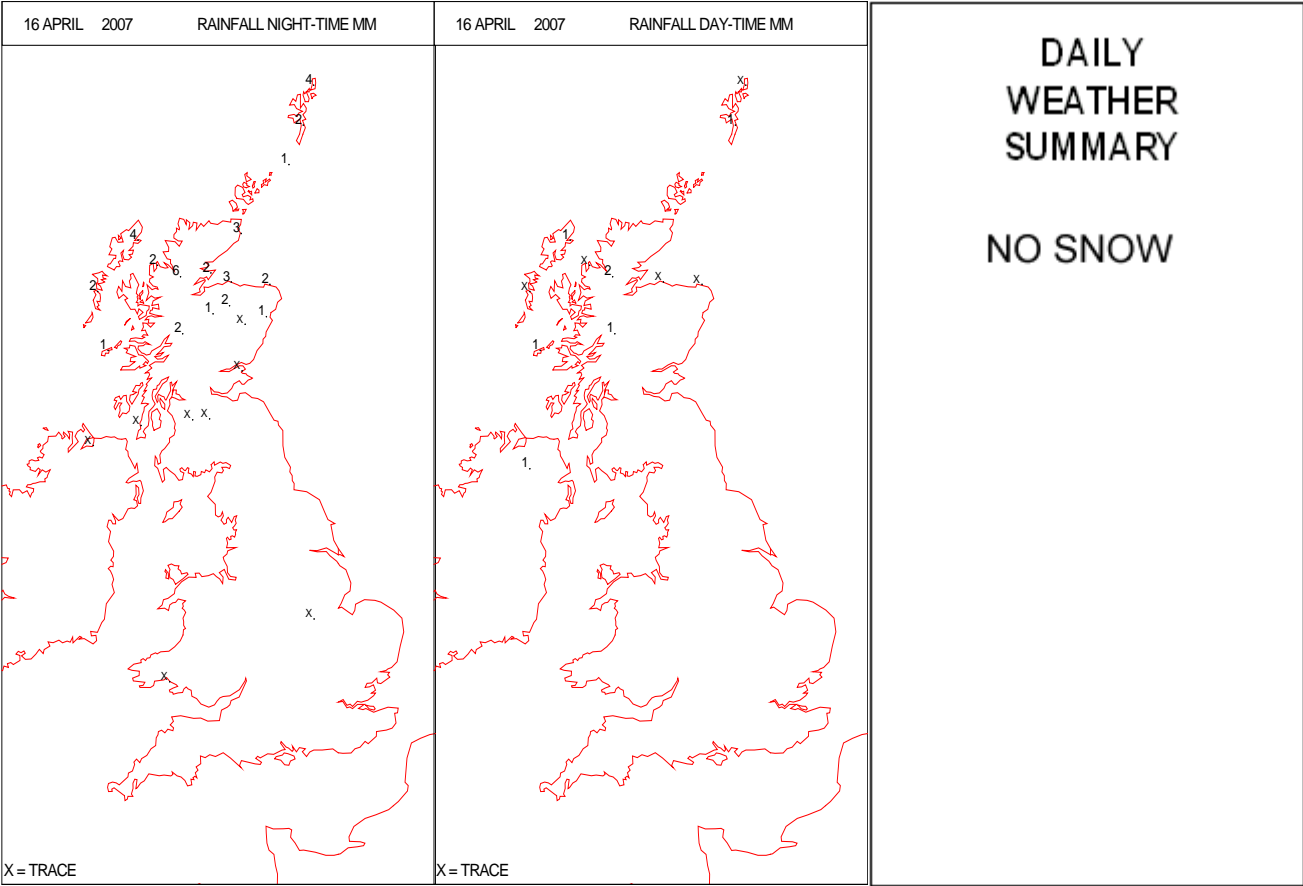 16 APRIL 2007 RAINFALL NIGHT-TIME MM
4
2
1
3
4
2
6
2
3
2
2
2
1
1
X
2
1
X
X
X
X
X
X
X
X = TRACE
16 APRIL 2007 RAINFALL DAY-TIME MM
X
1
1
X
2
X
X
X
1
1
1
X = TRACE
DAILY
WEATHER
SUMMARY
NO SNOW